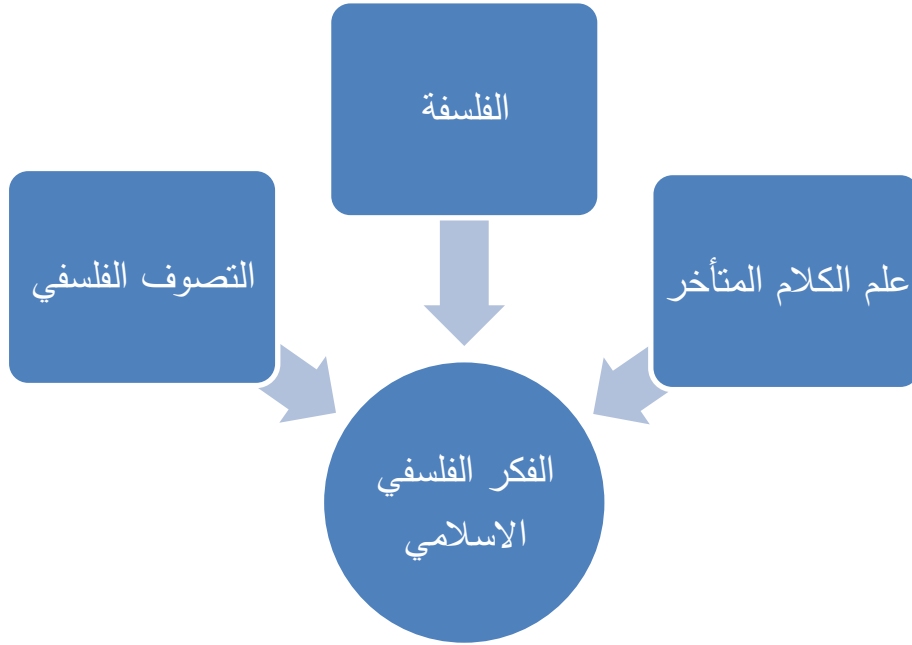 الفلسفة
علم الكلام المتأخر
التصوف الفلسفي
الفكر الفلسفي
الاسلامي